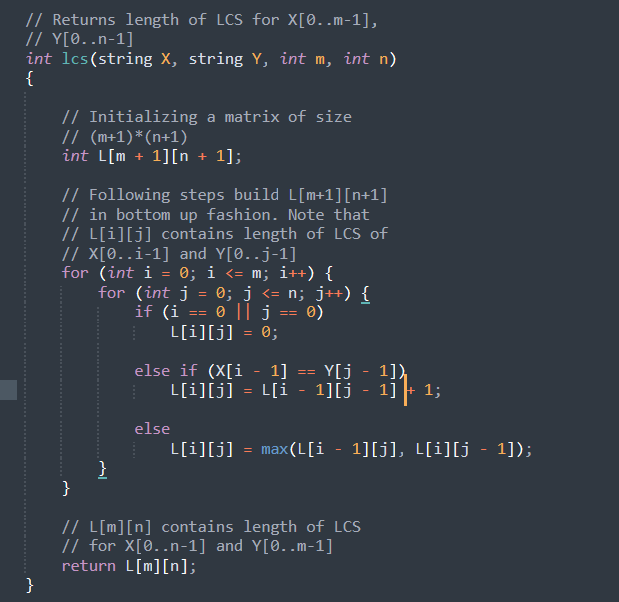 // Returns length of LCS for X[0..m-1],
// Y[0..n-1]
int lcs(string X, string Y, int m, int n)
{
    // Initializing a matrix of size
    // (m+1)*(n+1)
    int L[m + 1][n + 1];
    // Following steps build L[m+1][n+1]
    // in bottom up fashion. Note that
    // L[i][j] contains length of LCS of
    // X[0..i-1] and Y[0..j-1]
    for (int i = 0; i <= m; i++) {
        for (int j = 0; j <= n; j++) {
            if (i == 0 || j == 0)
                L[i][j] = 0;
            else if (X[i - 1] == Y[j - 1])
                L[i][j] = L[i - 1][j - 1] + 1;
            else
                L[i][j] = max(L[i - 1][j], L[i][j - 1]);
        }
    }
    // L[m][n] contains length of LCS
    // for X[0..n-1] and Y[0..m-1]
    return L[m][n];
}